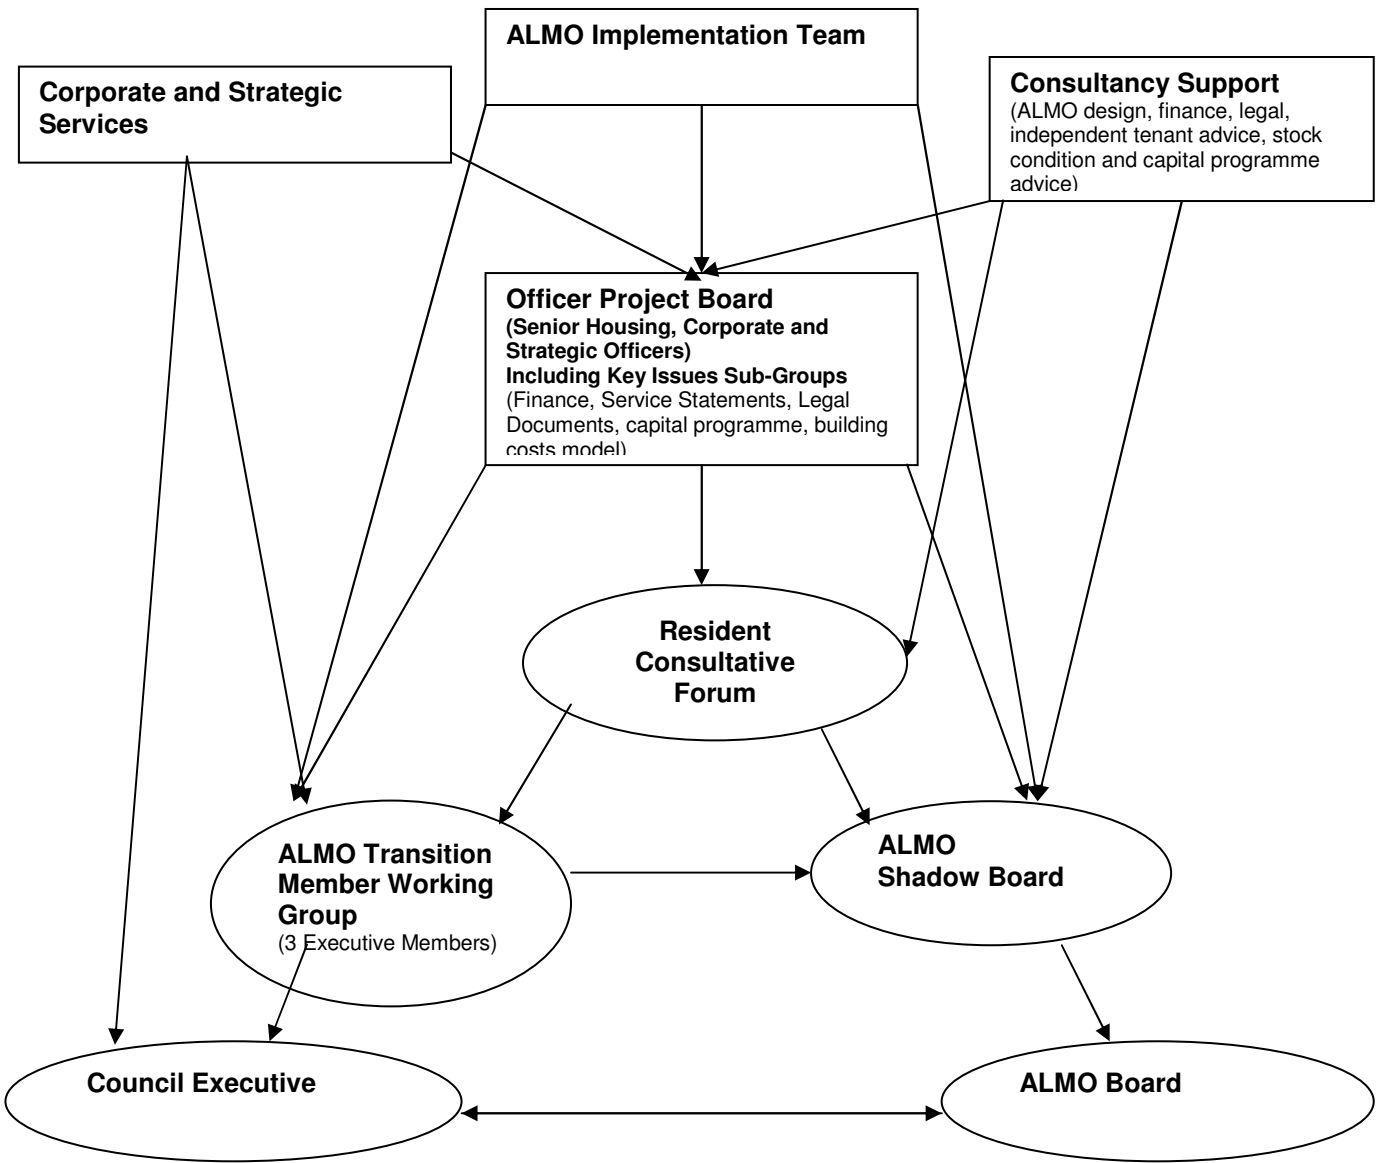 ALMO Implementation Team
Corporate and Strategic
Services
Consultancy Support
(ALMO design, finance, legal,
independent tenant advice, stock
condition and capital programme
advice)
Officer Project Board
(Senior Housing, Corporate and
Strategic Officers)
Including Key Issues Sub-Groups
(Finance, Service Statements, Legal
Documents, capital programme, building
costs model)
Resident
Consultative
Forum
ALMO Transition
Member Working
Group
(3 Executive Members)
ALMO
Shadow Board
Council Executive
ALMO Board